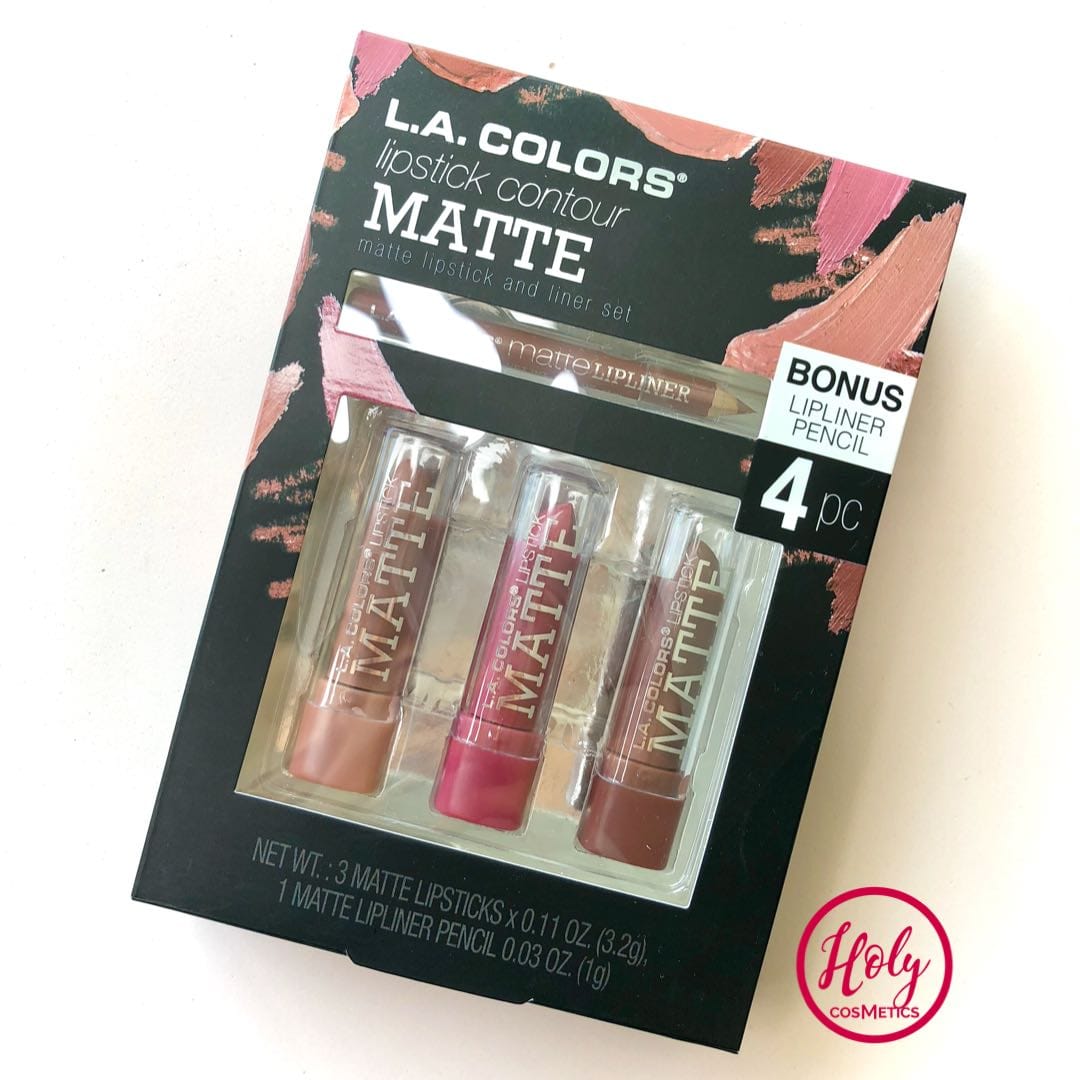 L.A. COLORS®
lipstick contour
MATTE
matte lipstick and liner set
matte LIPLINER
BONUS
LIPLINER
PENCIL
4 pc
L.A. COLORS® LIPSTICK
MATTE
L.A. COLORS® LIPSTICK
MATTE
L.A. COLORS® LIPSTICK
MATTE
NET WT. : 3 MATTE LIPSTICKS x 0.11 OZ. (3.2g),
1 MATTE LIPLINER PENCIL 0.03 OZ. (1g)
Holy
COSMETICS